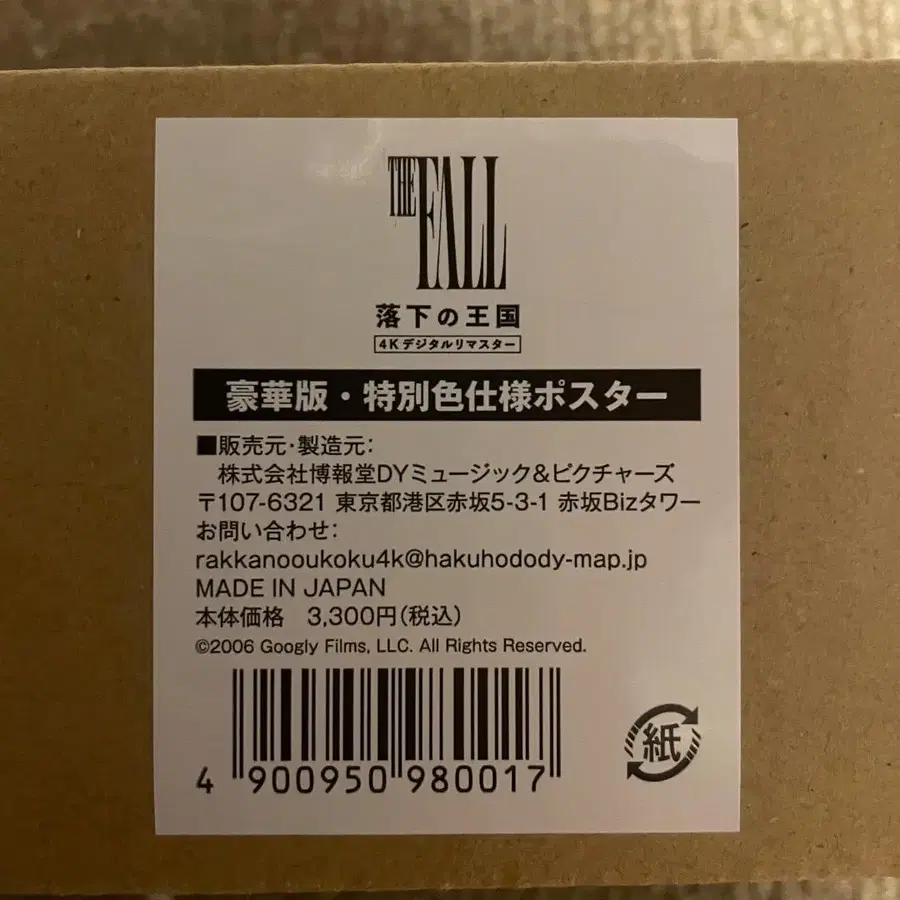 THE FALL
落下の王国
4Kデジタルリマスター
豪華版・特別色仕様ポスター
■販売元・製造元:
株式会社博報堂DYミュージック&ピクチャーズ
〒107-6321 東京都港区赤坂5-3-1 赤坂Bizタワー
お問い合わせ:
rakkanooukoku4k@hakuhodody-map.jp
MADE IN JAPAN
本体価格 3,300円(税込)
©2006 Googly Films, LLC. All Rights Reserved.
4 900950 980017
紙